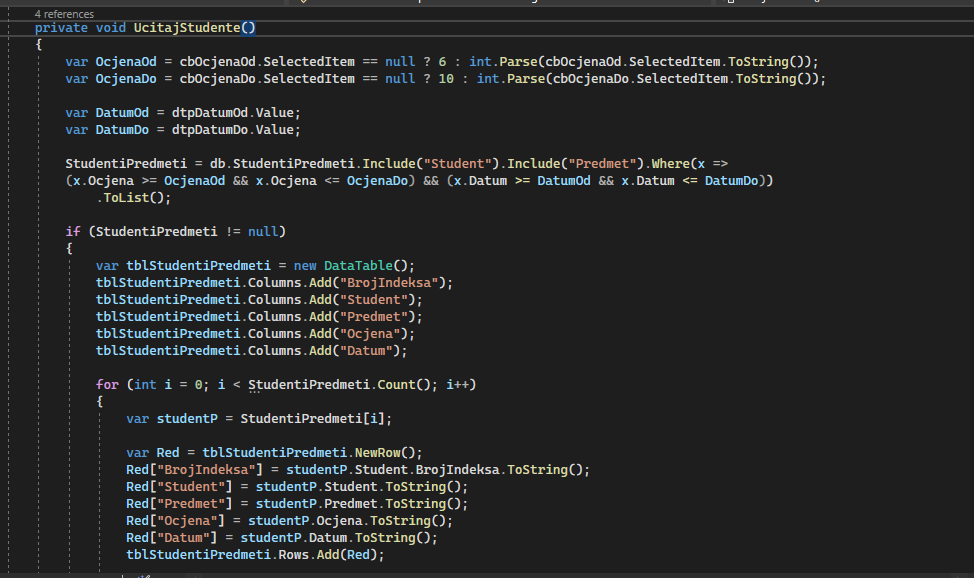 4 references
private void UcitajStudente()
{
var OcjenaOd = cbOcjenaOd.SelectedItem == null ? 6 : int.Parse(cbOcjenaOd.SelectedItem.ToString());
var OcjenaDo = cbOcjenaDo.SelectedItem == null ? 10 : int.Parse(cbOcjenaDo.SelectedItem.ToString());
var DatumOd = dtpDatumOd.Value;
var DatumDo = dtpDatumDo.Value;
StudentiPredmeti = db.StudentiPredmeti.Include("Student").Include("Predmet").Where(x =>
(x.Ocjena >= OcjenaOd && x.Ocjena <= OcjenaDo) && (x.Datum >= DatumOd && x.Datum <= DatumDo))
.ToList();
if (StudentiPredmeti != null)
{
var tblStudentiPredmeti = new DataTable();
tblStudentiPredmeti.Columns.Add("BrojIndeksa");
tblStudentiPredmeti.Columns.Add("Student");
tblStudentiPredmeti.Columns.Add("Predmet");
tblStudentiPredmeti.Columns.Add("Ocjena");
tblStudentiPredmeti.Columns.Add("Datum");
for (int i = 0; i < StudentiPredmeti.Count(); i++)
{
var studentP = StudentiPredmeti[i];
var Red = tblStudentiPredmeti.NewRow();
Red["BrojIndeksa"] = studentP.Student.BrojIndeksa.ToString();
Red["Student"] = studentP.Student.ToString();
Red["Predmet"] = studentP.Predmet.ToString();
Red["Ocjena"] = studentP.Ocjena.ToString();
Red["Datum"] = studentP.Datum.ToString();
tblStudentiPredmeti.Rows.Add(Red);